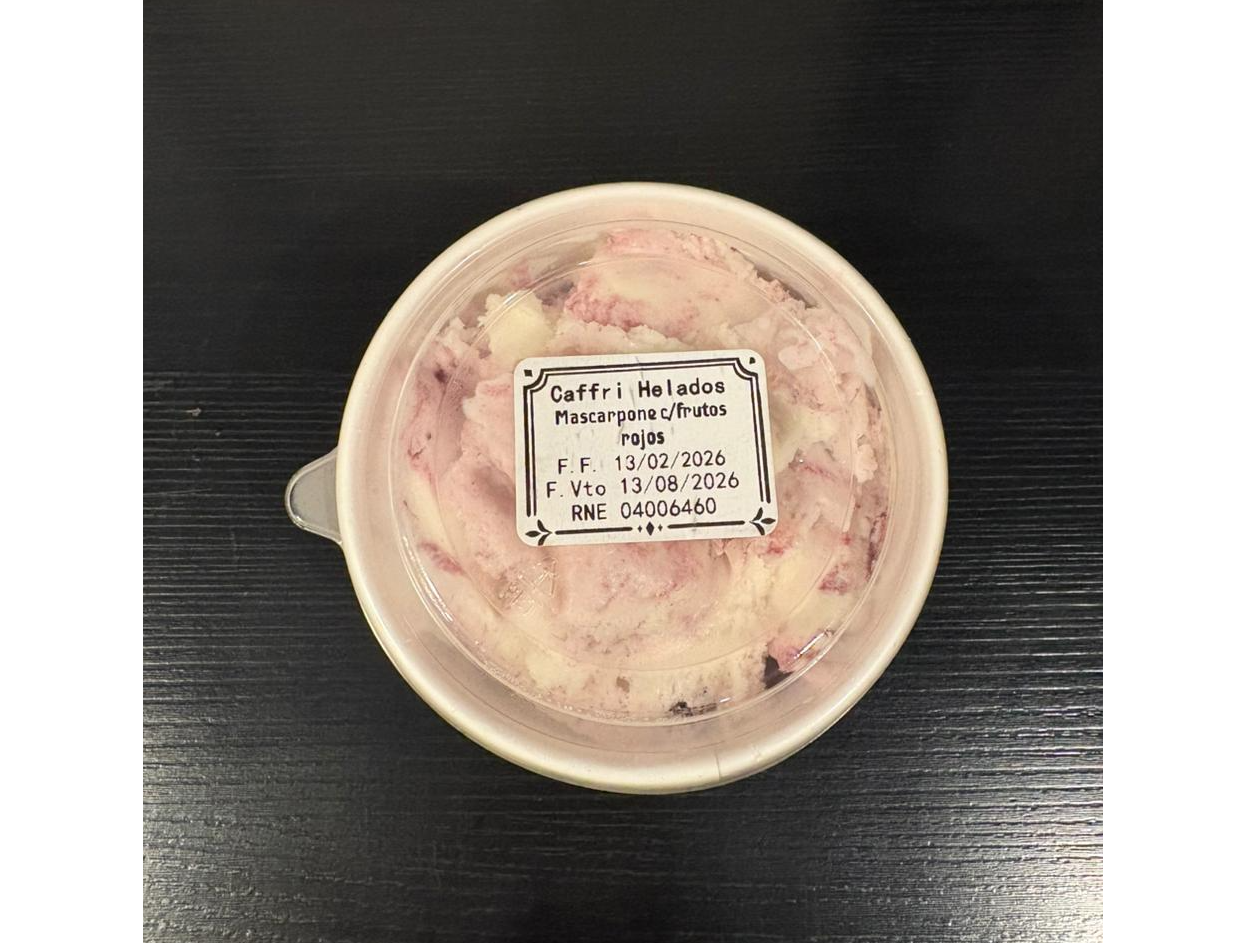 Caffri Helados
Mascarpone c/frutos
rojos
F.F. 13/02/2026
F.Vto 13/08/2026
RNE 04006460